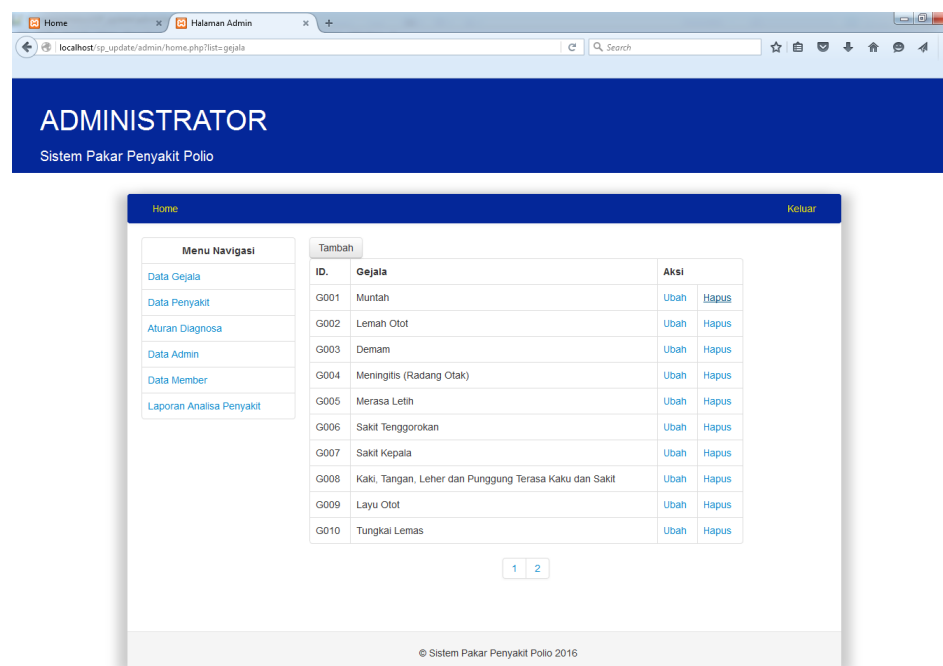 Home
Halaman Admin
localhost/sp_update/admin/home.php?list=gejala
Search
ADMINISTRATOR
Sistem Pakar Penyakit Polio
Home Keluar
Menu Navigasi
Data Gejala
Data Penyakit
Aturan Diagnosa
Data Admin
Data Member
Laporan Analisa Penyakit
Tambah
ID. Gejala Aksi
G001 Muntah Ubah Hapus
G002 Lemah Otot Ubah Hapus
G003 Demam Ubah Hapus
G004 Meningitis (Radang Otak) Ubah Hapus
G005 Merasa Letih Ubah Hapus
G006 Sakit Tenggorokan Ubah Hapus
G007 Sakit Kepala Ubah Hapus
G008 Kaki, Tangan, Leher dan Punggung Terasa Kaku dan Sakit Ubah Hapus
G009 Layu Otot Ubah Hapus
G010 Tungkai Lemas Ubah Hapus
1 2
© Sistem Pakar Penyakit Polio 2016